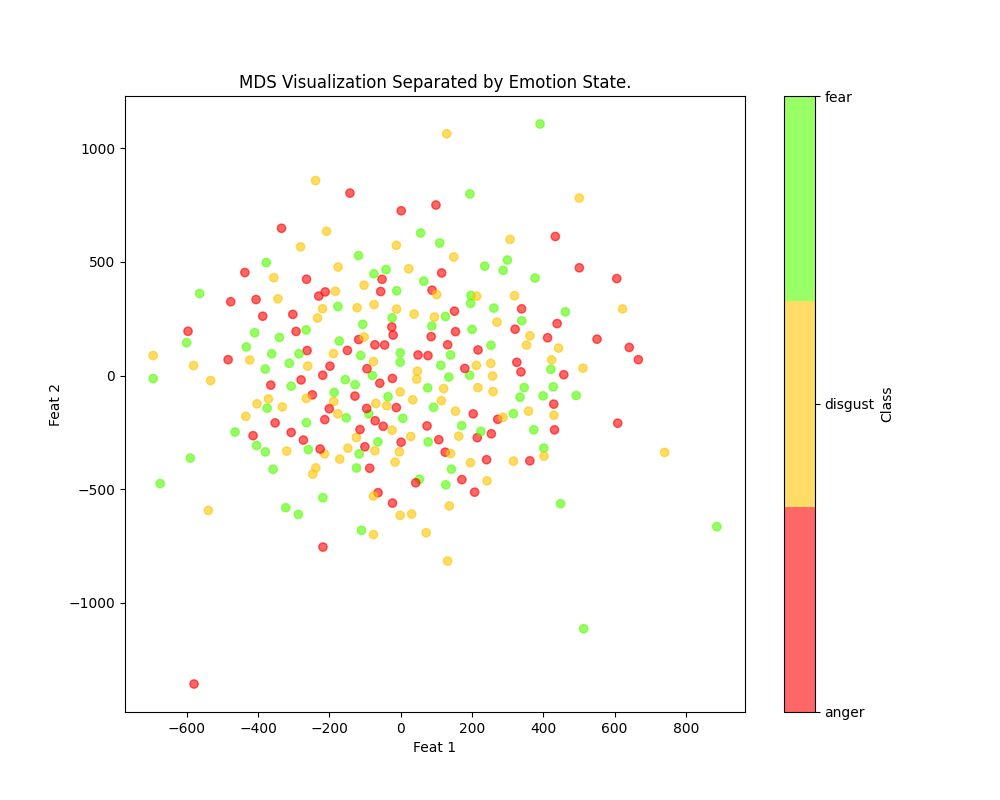 MDS Visualization Separated by Emotion State.
1000
500
0
−500
−1000
Feat 2
−600
−400
−200
0
200
400
600
800
Feat 1
fear
disgust
anger
Class